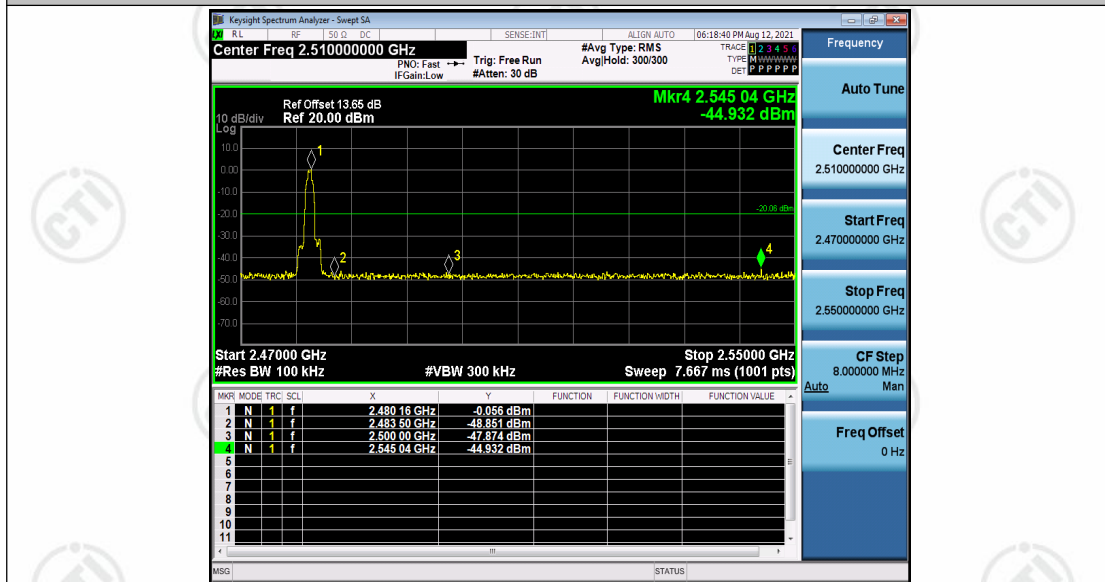 Keysight Spectrum Analyzer - Swept SA
LXI RL RF 50 Ω DC SENSE:INT ALIGN AUTO 06:18:40 PM Aug 12, 2021
Center Freq 2.510000000 GHz
PNO: Fast
IFGain:Low
Trig: Free Run
#Atten: 30 dB
#Avg Type: RMS
Avg|Hold: 300/300
TRACE 1 2 3 4 5 6
TYPE M WWWWW
DET P P P P P P
Frequency
Auto Tune
Center Freq
2.510000000 GHz
Start Freq
2.470000000 GHz
Stop Freq
2.550000000 GHz
CF Step
8.000000 MHz
Auto Man
Freq Offset
0 Hz
Mkr4 2.545 04 GHz
-44.932 dBm
Ref Offset 13.65 dB
10 dB/div Ref 20.00 dBm
Log
10.0
0.00
-10.0
-20.0
-30.0
-40.0
-50.0
-60.0
-70.0
1
2
3
4
-20.06 dBm
Start 2.47000 GHz Stop 2.55000 GHz
#Res BW 100 kHz #VBW 300 kHz Sweep 7.667 ms (1001 pts)
MKR MODE TRC SCL X Y FUNCTION FUNCTION WIDTH FUNCTION VALUE
1 N 1 f 2.480 16 GHz -0.056 dBm
2 N 1 f 2.483 50 GHz -48.851 dBm
3 N 1 f 2.500 00 GHz -47.874 dBm
4 N 1 f 2.545 04 GHz -44.932 dBm
5
6
7
8
9
10
11
MSG STATUS
CTI
CTI